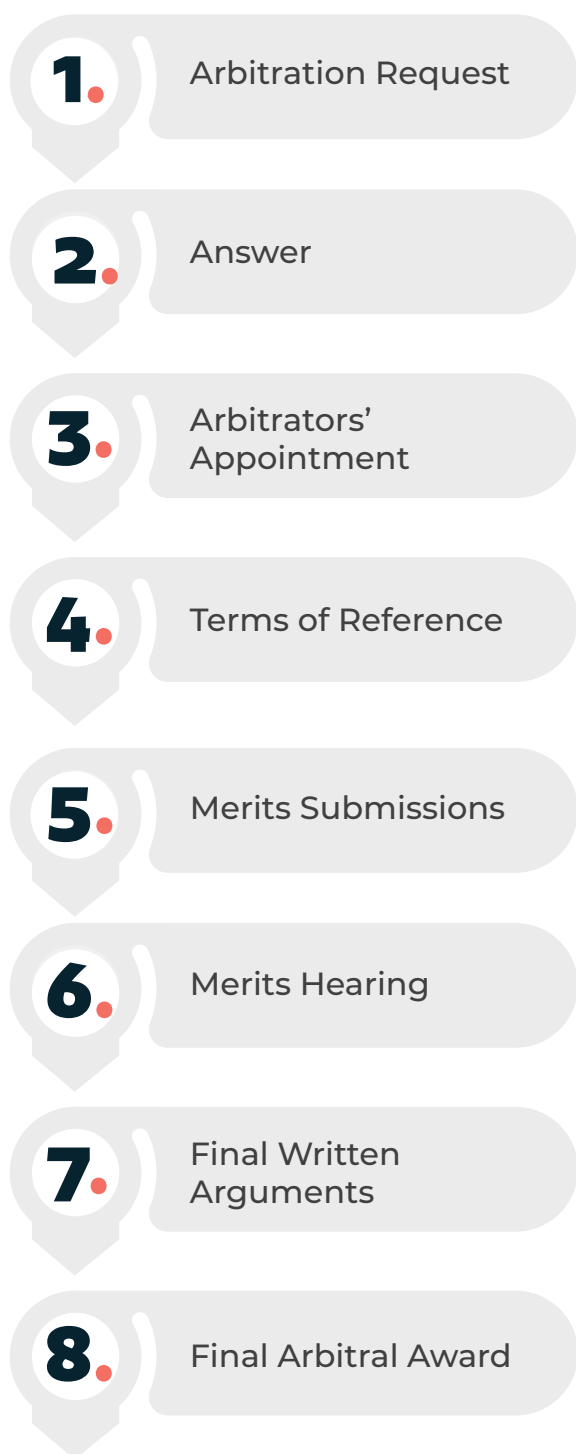 1. Arbitration Request
2. Answer
3. Arbitrators’
Appointment
4. Terms of Reference
5. Merits Submissions
6. Merits Hearing
7. Final Written
Arguments
8. Final Arbitral Award